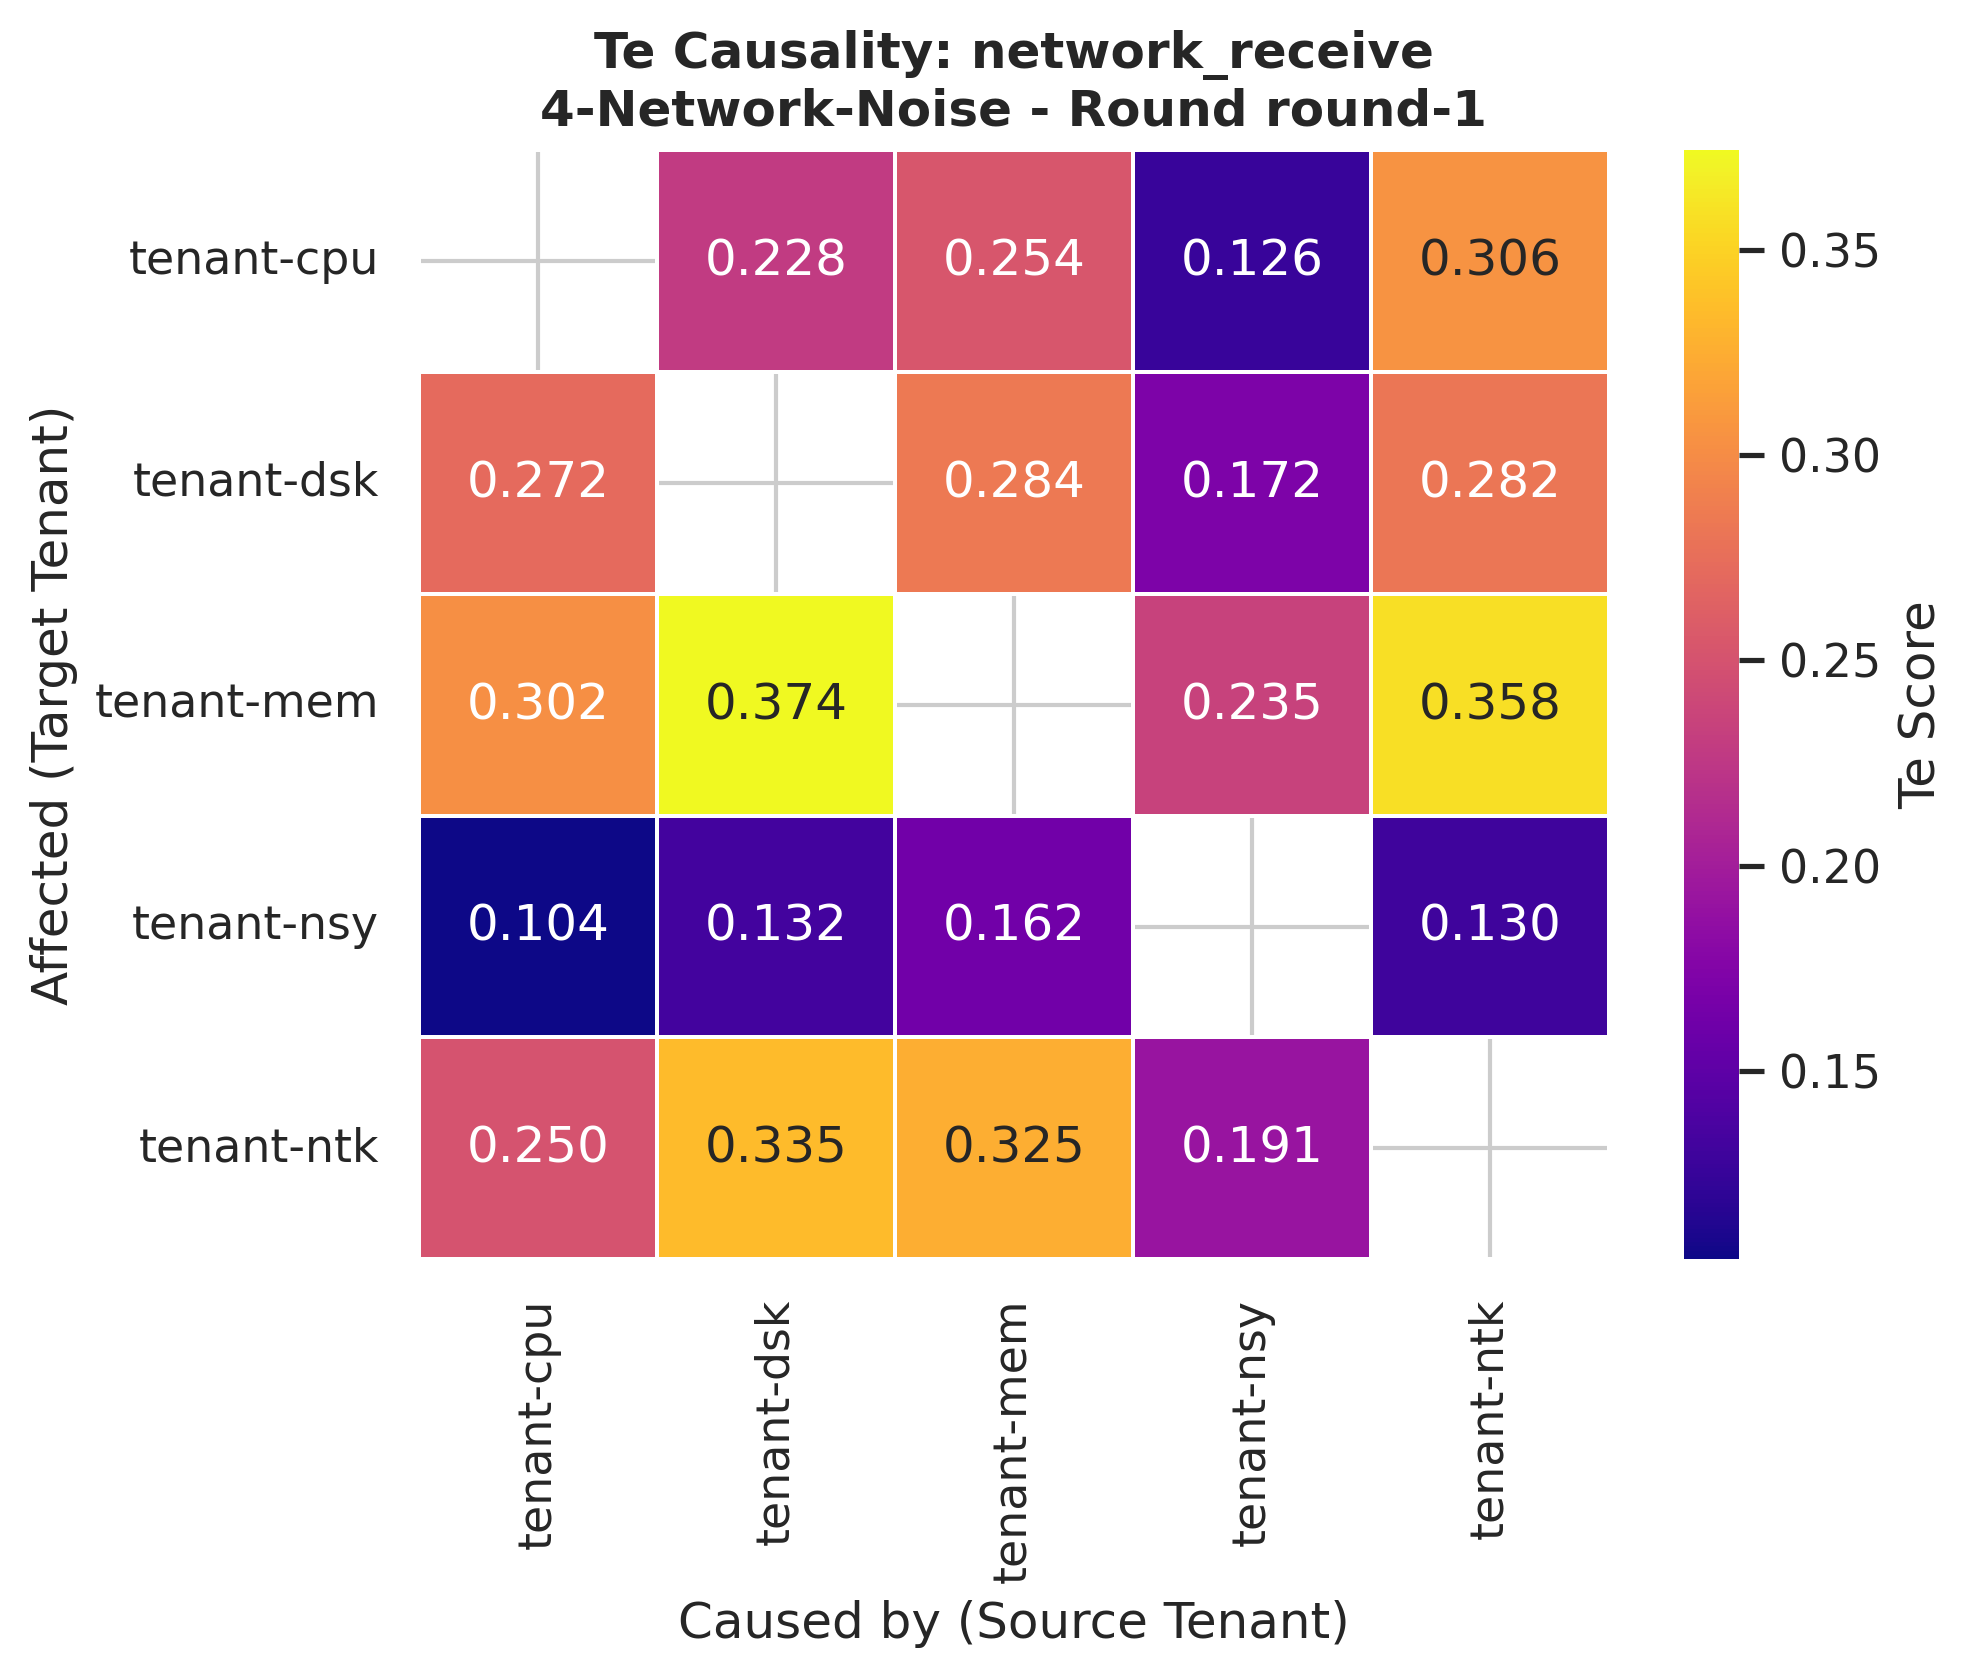 Te Causality: network_receive
4-Network-Noise - Round round-1
Affected (Target Tenant)
tenant-cpu 0.228 0.254 0.126 0.306
tenant-dsk 0.272 0.284 0.172 0.282
tenant-mem 0.302 0.374 0.235 0.358
tenant-nsy 0.104 0.132 0.162 0.130
tenant-ntk 0.250 0.335 0.325 0.191
tenant-cpu tenant-dsk tenant-mem tenant-nsy tenant-ntk
Caused by (Source Tenant)
0.35
0.30
0.25
0.20
0.15
Te Score